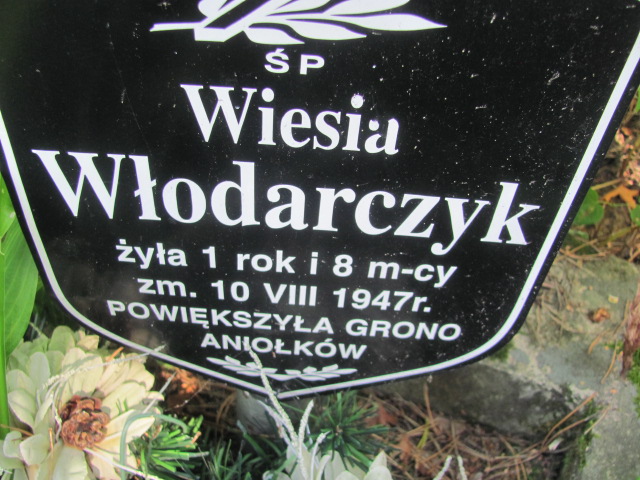 ŚP
Wiesia
Włodarczyk
żyła 1 rok i 8 m-cy
zm. 10 VIII 1947r.
POWIĘKSZYŁA GRONO
ANIOŁKÓW